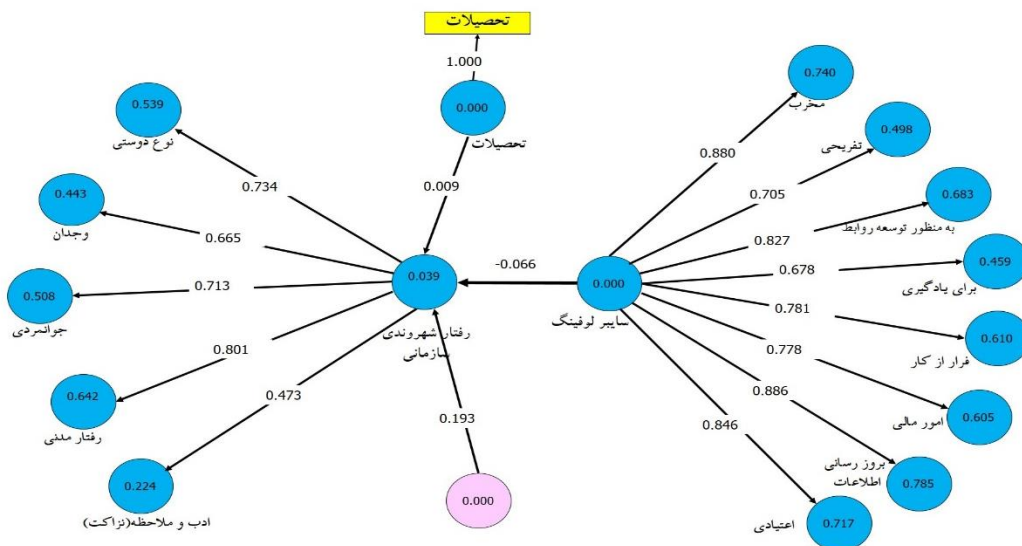 تحصیلات
1.000
0.000
تحصیلات
0.009
0.539
نوع دوستی
0.734
0.443
وجدان
0.665
0.508
جوانمردی
0.713
0.642
رفتار مدنی
0.801
0.224
ادب و ملاحظه(نزاکت)
0.473
0.039
رفتار شهروندی
سازمانی
0.193
0.000
-0.066
0.000
سایبر لوفینگ
0.740
مخرب
0.880
0.498
تفریحی
0.705
0.683
به منظور توسعه روابط
0.827
0.459
برای یادگیری
0.678
0.610
فرار از کار
0.781
0.605
امور مالی
0.778
0.785
بروز رسانی
اطلاعات
0.886
0.717
اعتیادی
0.846